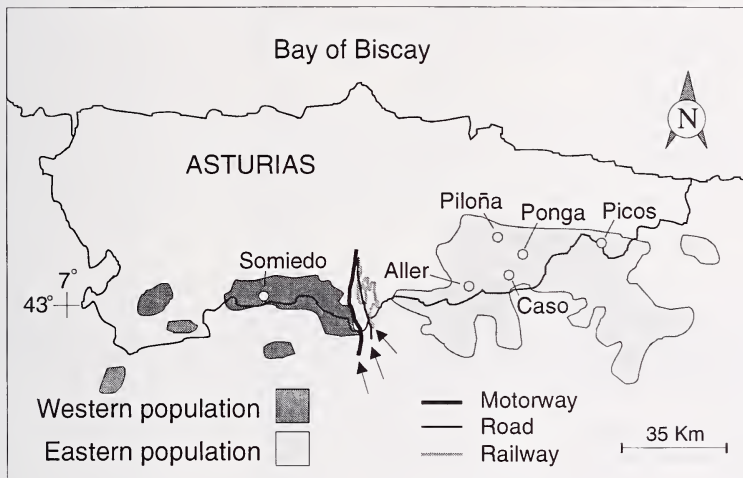 Bay of Biscay
N
ASTURIAS
Piloña
Ponga
Picos
Somiedo
Aller
Caso
7°
43°
Western population
Eastern population
Motorway
Road
Railway
35 Km